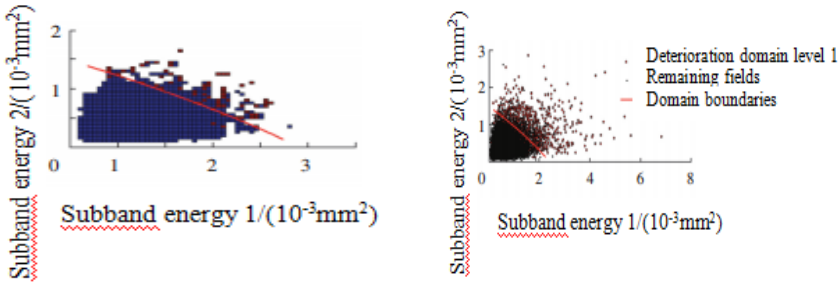 Subband energy 2/(10⁻³mm²)
2
1
0
1
2
3
Subband energy 1/(10⁻³mm²)
Subband energy 2/(10⁻³mm²)
3
2
1
0
2
4
6
8
Subband energy 1/(10⁻³mm²)
Deterioration domain level 1
Remaining fields
Domain boundaries